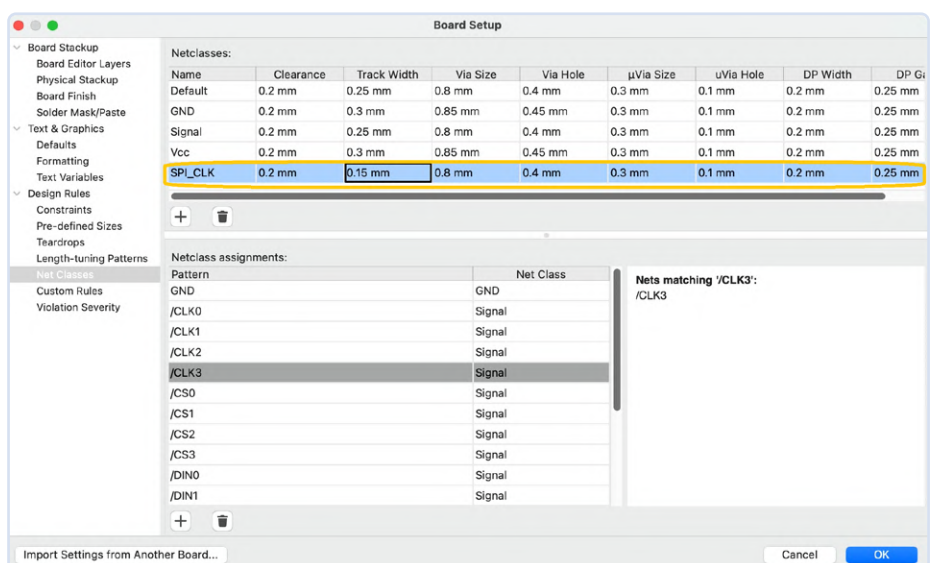 Board Setup
Board Stackup
Board Editor Layers
Physical Stackup
Board Finish
Solder Mask/Paste
Text & Graphics
Defaults
Formatting
Text Variables
Design Rules
Constraints
Pre-defined Sizes
Teardrops
Length-tuning Patterns
Net Classes
Custom Rules
Violation Severity
Netclasses:
Name Clearance Track Width Via Size Via Hole µVia Size uVia Hole DP Width DP Ga
Default 0.2 mm 0.25 mm 0.8 mm 0.4 mm 0.3 mm 0.1 mm 0.2 mm 0.25 mm
GND 0.2 mm 0.3 mm 0.85 mm 0.45 mm 0.3 mm 0.1 mm 0.2 mm 0.25 mm
Signal 0.2 mm 0.25 mm 0.8 mm 0.4 mm 0.3 mm 0.1 mm 0.2 mm 0.25 mm
Vcc 0.2 mm 0.3 mm 0.85 mm 0.45 mm 0.3 mm 0.1 mm 0.2 mm 0.25 mm
SPI_CLK 0.2 mm 0.15 mm 0.8 mm 0.4 mm 0.3 mm 0.1 mm 0.2 mm 0.25 mm
Netclass assignments:
Pattern Net Class
GND GND
/CLK0 Signal
/CLK1 Signal
/CLK2 Signal
/CLK3 Signal
/CS0 Signal
/CS1 Signal
/CS2 Signal
/CS3 Signal
/DIN0 Signal
/DIN1 Signal
Nets matching '/CLK3':
/CLK3
Import Settings from Another Board...
Cancel
OK